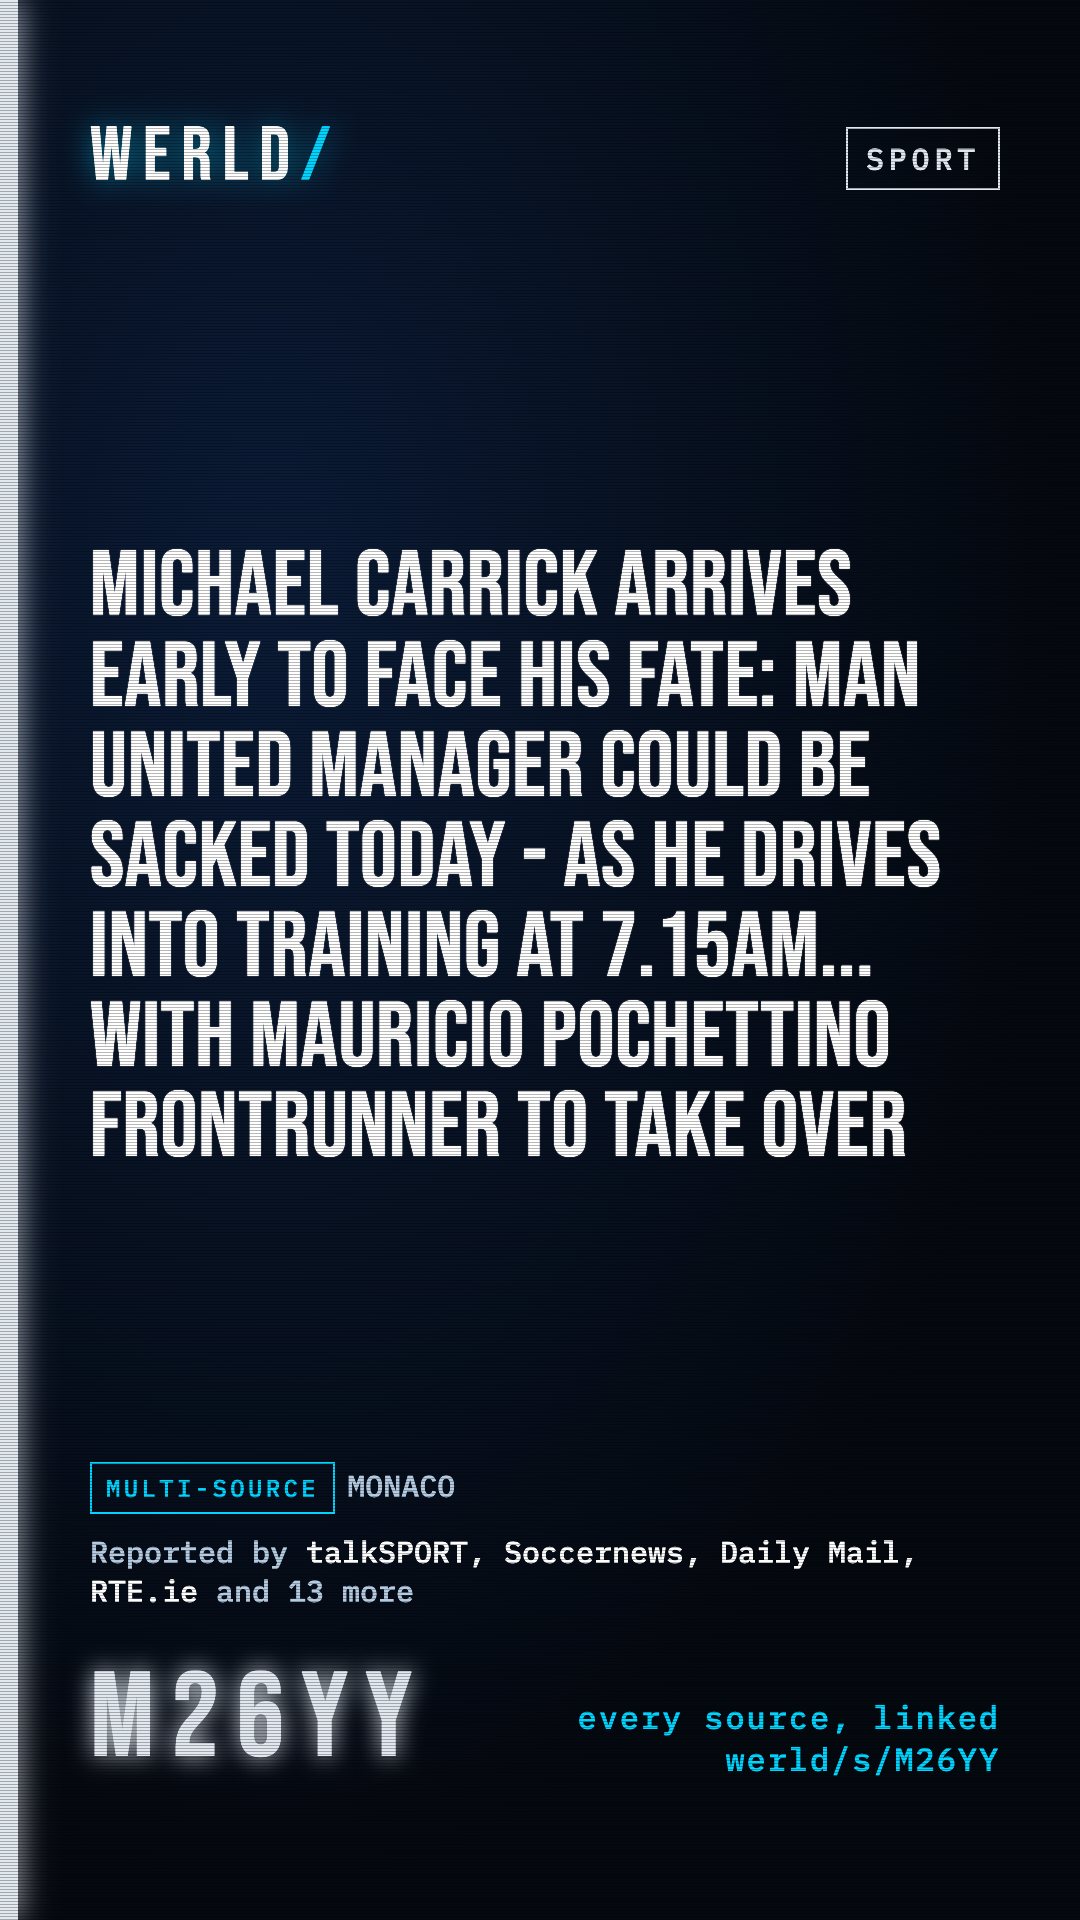 WERLD/
SPORT
MICHAEL CARRICK ARRIVES
EARLY TO FACE HIS FATE: MAN
UNITED MANAGER COULD BE
SACKED TODAY - AS HE DRIVES
INTO TRAINING AT 7.15AM...
WITH MAURICIO POCHETTINO
FRONTRUNNER TO TAKE OVER
MULTI-SOURCE MONACO
Reported by talkSPORT, Soccernews, Daily Mail,
RTE.ie and 13 more
M26YY
every source, linked
werld/s/M26YY